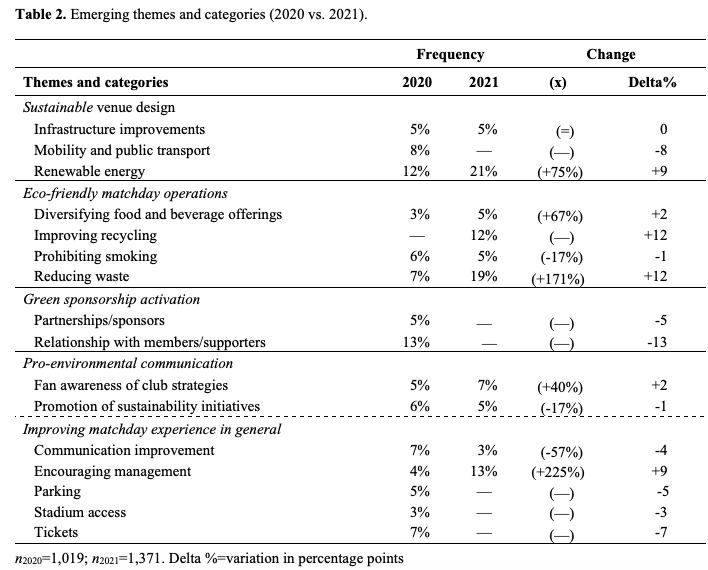 Table 2. Emerging themes and categories (2020 vs. 2021).
Frequency Change
Themes and categories 2020 2021 (x) Delta%
Sustainable venue design
Infrastructure improvements 5% 5% (=) 0
Mobility and public transport 8% — (—) -8
Renewable energy 12% 21% (+75%) +9
Eco-friendly matchday operations
Diversifying food and beverage offerings 3% 5% (+67%) +2
Improving recycling — 12% (—) +12
Prohibiting smoking 6% 5% (-17%) -1
Reducing waste 7% 19% (+171%) +12
Green sponsorship activation
Partnerships/sponsors 5% — (—) -5
Relationship with members/supporters 13% — (—) -13
Pro-environmental communication
Fan awareness of club strategies 5% 7% (+40%) +2
Promotion of sustainability initiatives 6% 5% (-17%) -1
Improving matchday experience in general
Communication improvement 7% 3% (-57%) -4
Encouraging management 4% 13% (+225%) +9
Parking 5% — (—) -5
Stadium access 3% — (—) -3
Tickets 7% — (—) -7
n2020=1,019; n2021=1,371. Delta %=variation in percentage points